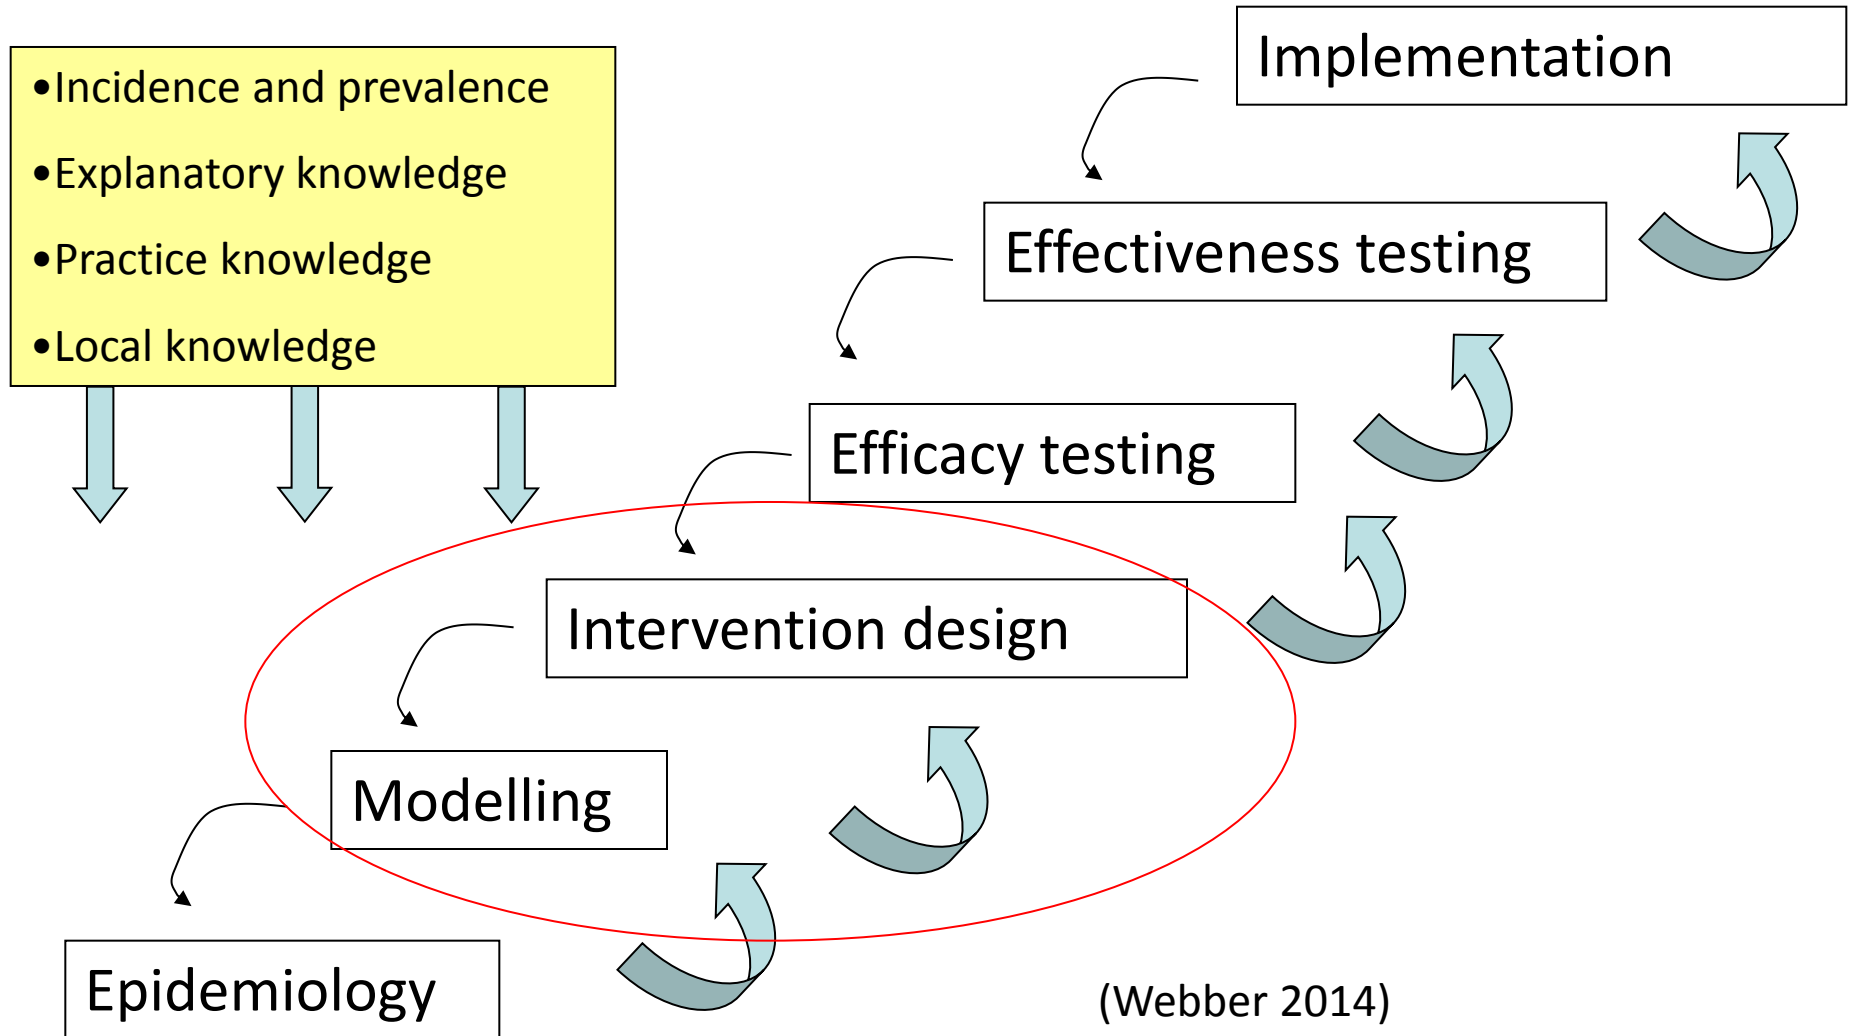 •Incidence and prevalence
•Explanatory knowledge
•Practice knowledge
•Local knowledge
Implementation
Effectiveness testing
Efficacy testing
Intervention design
Modelling
Epidemiology
(Webber 2014)